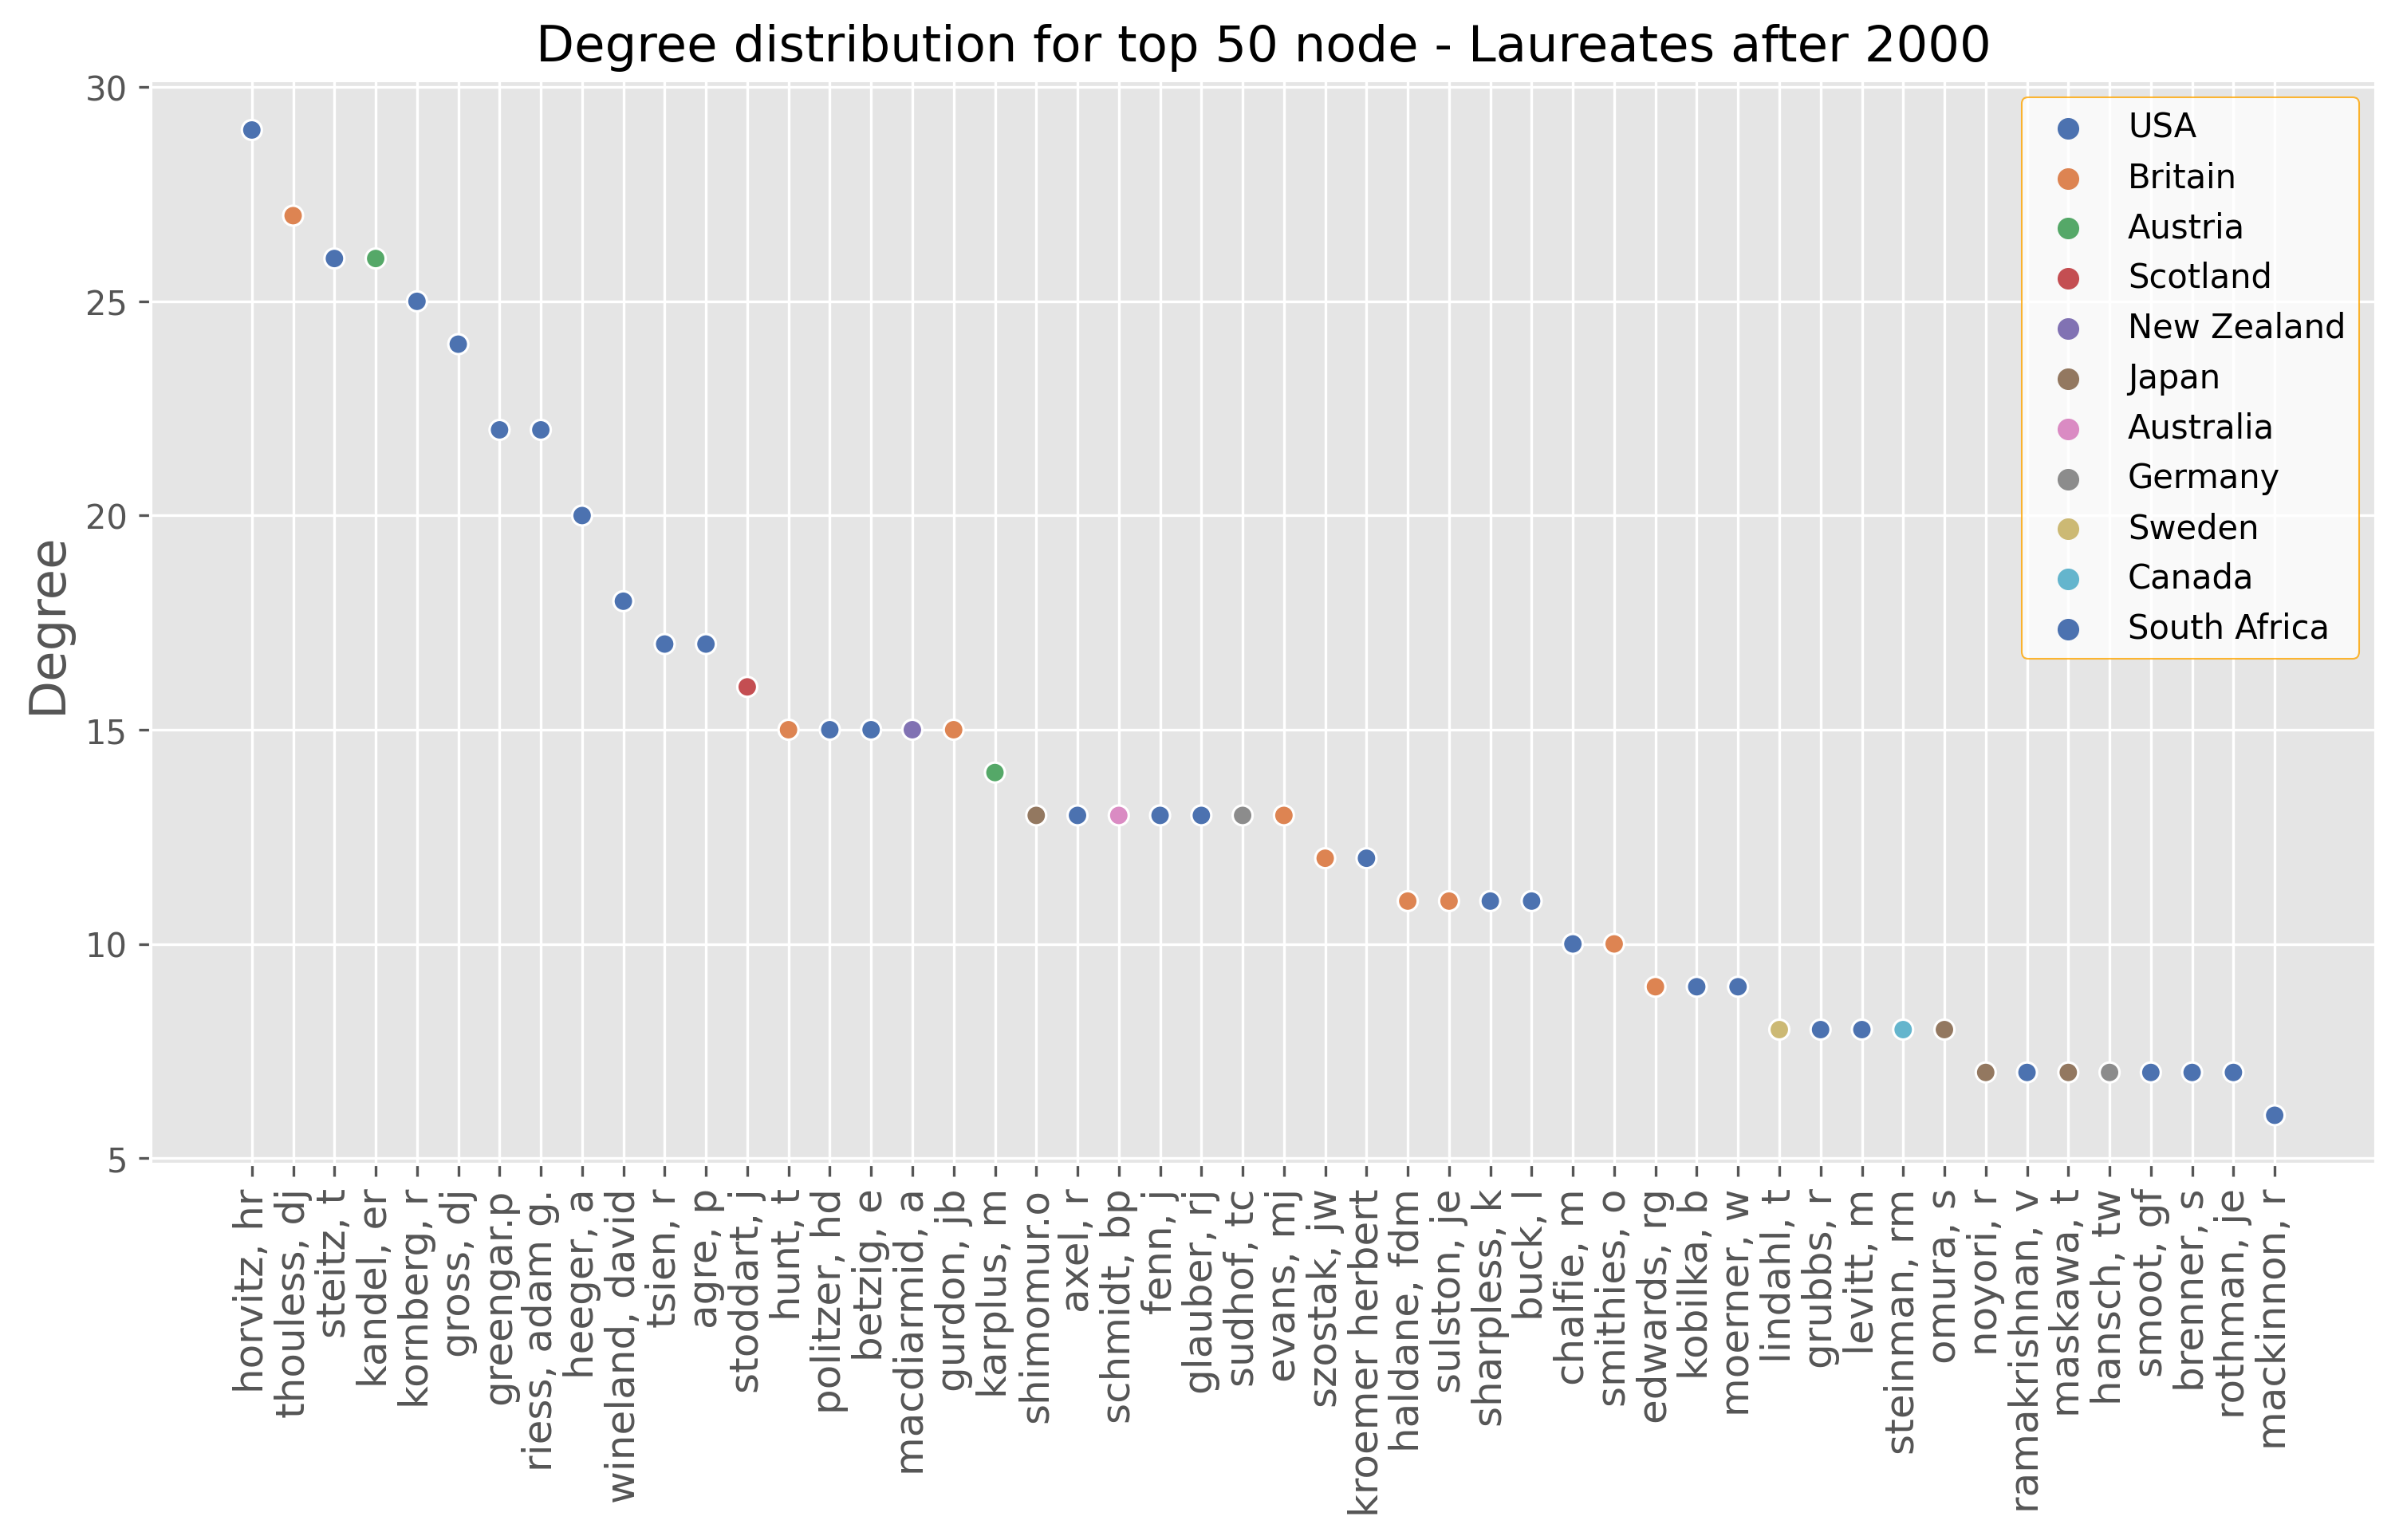 Degree distribution for top 50 node - Laureates after 2000
30
25
20
15
10
5
Degree
USA
Britain
Austria
Scotland
New Zealand
Japan
Australia
Germany
Sweden
Canada
South Africa
horvitz, hr
thouless, dj
steitz, t
kandel, er
kornberg, r
gross, dj
greengar.p
riess, adam g.
heeger, a
wineland, david
tsien, r
agre, p
stoddart, j
hunt, t
politzer, hd
betzig, e
macdiarmid, a
gurdon, jb
karplus, m
shimomur.o
axel, r
schmidt, bp
fenn, j
glauber, rj
sudhof, tc
evans, mj
szostak, jw
kroemer herbert
haldane, fdm
sulston, je
sharpless, k
buck, l
chalfie, m
smithies, o
edwards, rg
kobilka, b
moerner, w
lindahl, t
grubbs, r
levitt, m
steinman, rm
omura, s
noyori, r
ramakrishnan, v
maskawa, t
hansch, tw
smoot, gf
brenner, s
rothman, je
mackinnon, r